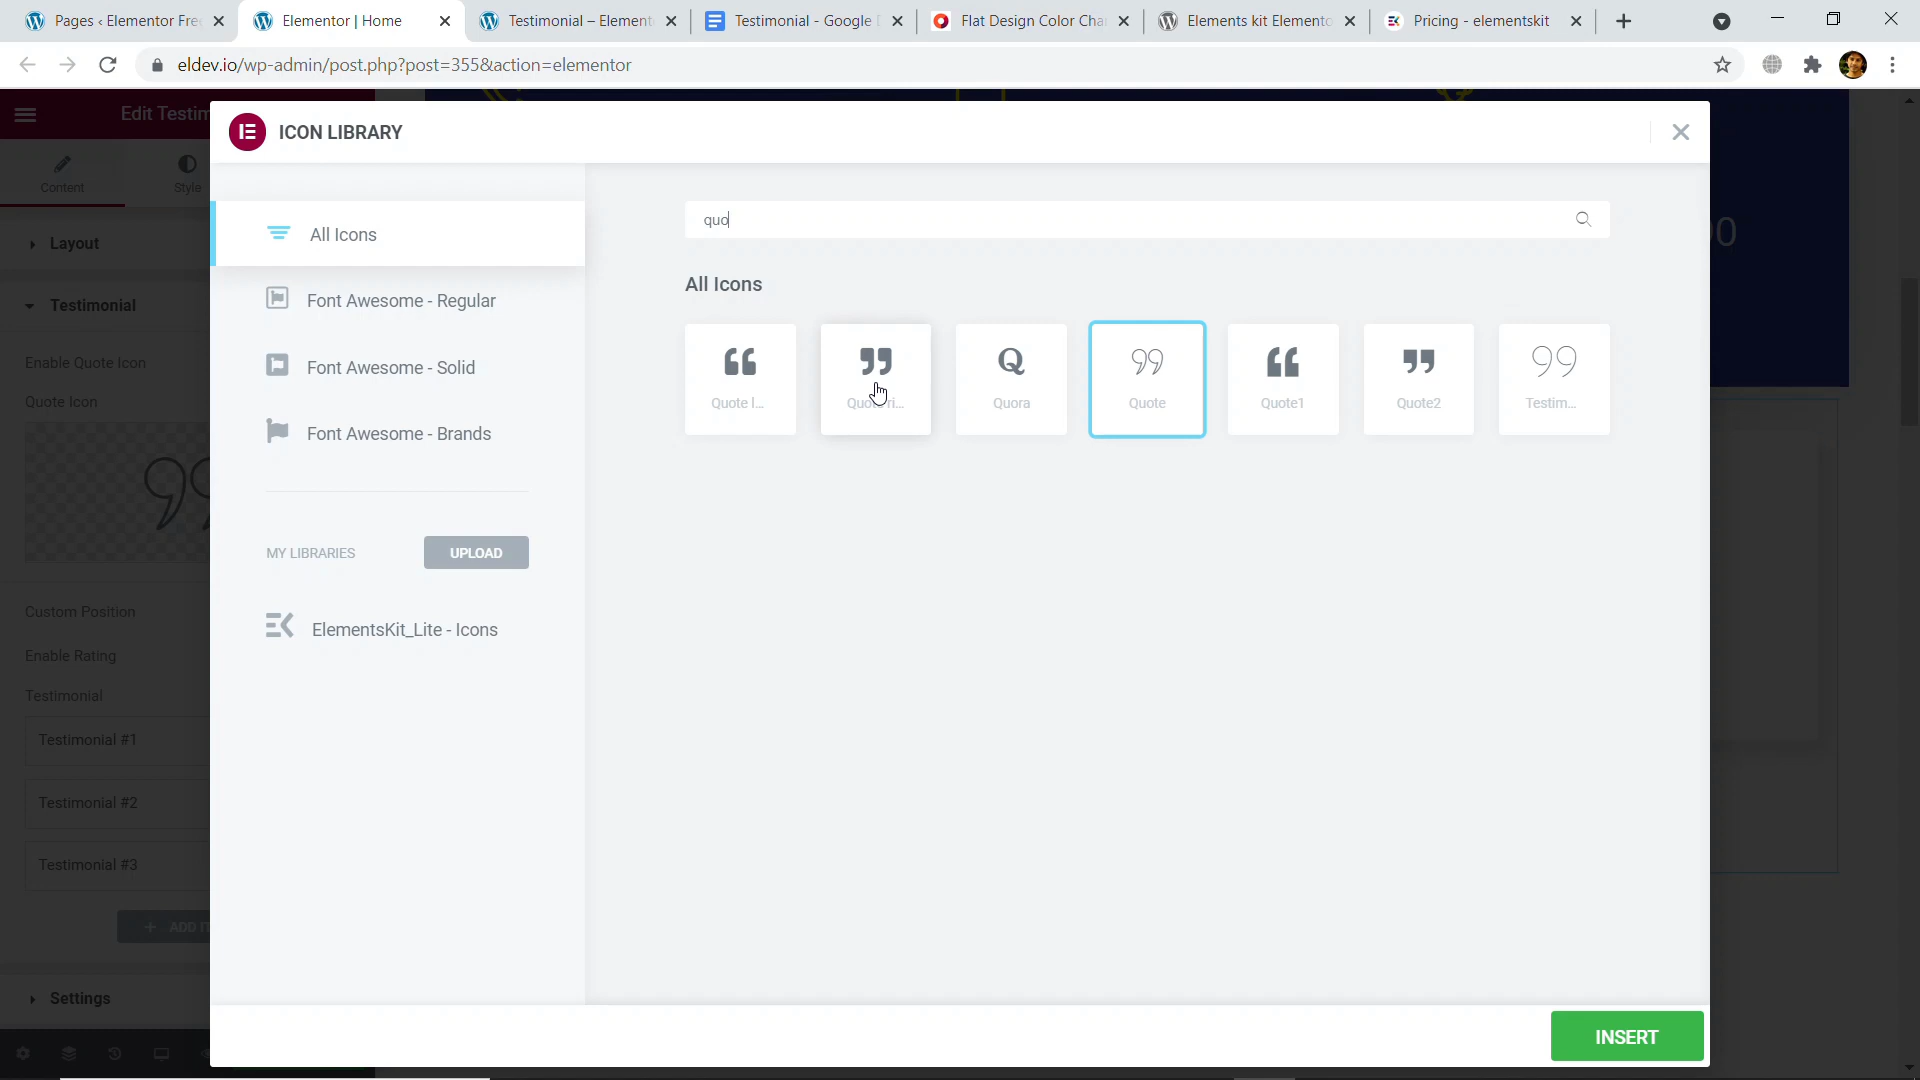 Pages ‹ Elementor Fre
Elementor | Home
Testimonial – Element
Testimonial - Google
Flat Design Color Cha
Elements kit Elemento
Pricing - elementskit
eldev.io/wp-admin/post.php?post=355&action=elementor
Edit Testim
ICON LIBRARY
Content
Style
quo
All Icons
Layout
All Icons
Font Awesome - Regular
Testimonial
Enable Quote Icon
Font Awesome - Solid
Quote Icon
Quote l...
Quora
Quote
Quote1
Quote2
Testim...
Font Awesome - Brands
MY LIBRARIES
UPLOAD
Custom Position
ElementsKit_Lite - Icons
Enable Rating
Testimonial
Testimonial #1
Testimonial #2
Testimonial #3
+ ADD IT
Settings
INSERT